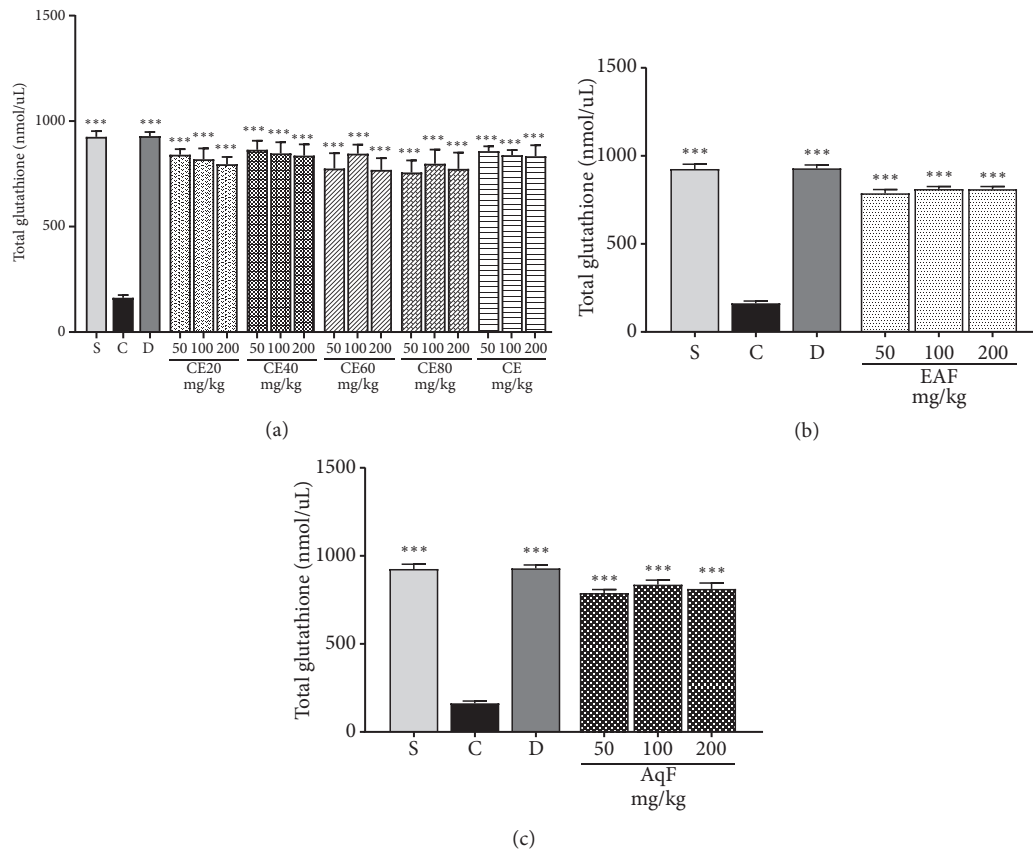 1500
1000
500
0
Total glutathione (nmol/uL)
*** *** *** *** *** *** *** *** *** *** *** *** *** *** *** *** *** ***
S C D 50 100 200 50 100 200 50 100 200 50 100 200 50 100 200
CE20 CE40 CE60 CE80 CE
mg/kg mg/kg mg/kg mg/kg mg/kg
(a)
1500
1000
500
0
Total glutathione (nmol/uL)
*** *** *** *** ***
S C D 50 100 200
EAF
mg/kg
(b)
1500
1000
500
0
Total glutathione (nmol/uL)
*** *** *** *** ***
S C D 50 100 200
AqF
mg/kg
(c)